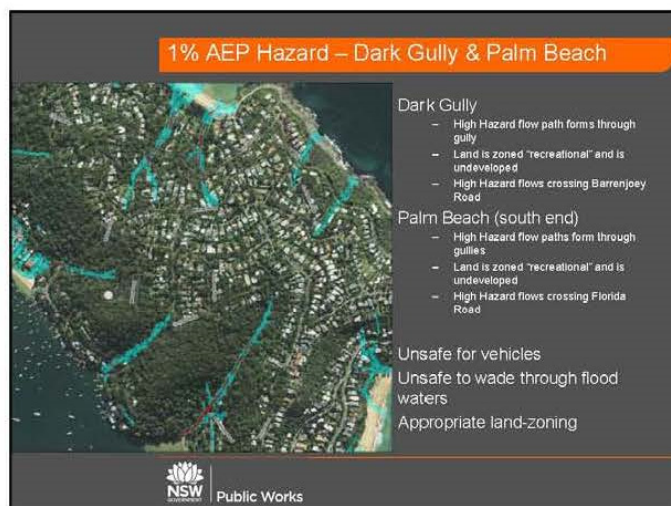 1% AEP Hazard – Dark Gully & Palm Beach
Dark Gully
– High Hazard flow path forms through
gully
– Land is zoned "recreational" and is
undeveloped
– High Hazard flows crossing Barrenjoey
Road
Palm Beach (south end)
– High Hazard flow paths form through
gullies
– Land is zoned "recreational" and is
undeveloped
– High Hazard flows crossing Florida
Road
Unsafe for vehicles
Unsafe to wade through flood
waters
Appropriate land-zoning
NSW
GOVERNMENT
Public Works